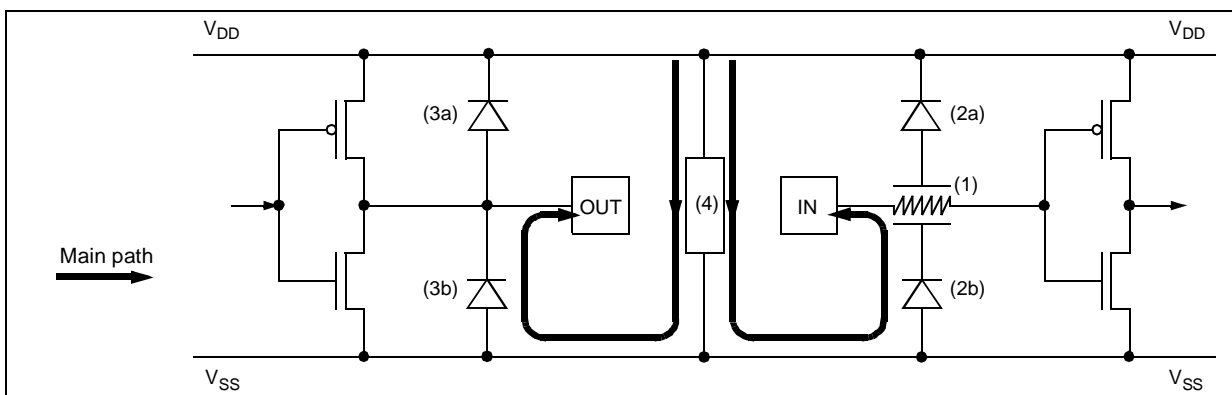 VDD
VDD
(3a)
(2a)
(1)
OUT
(4)
IN
Main path
(3b)
(2b)
VSS
VSS